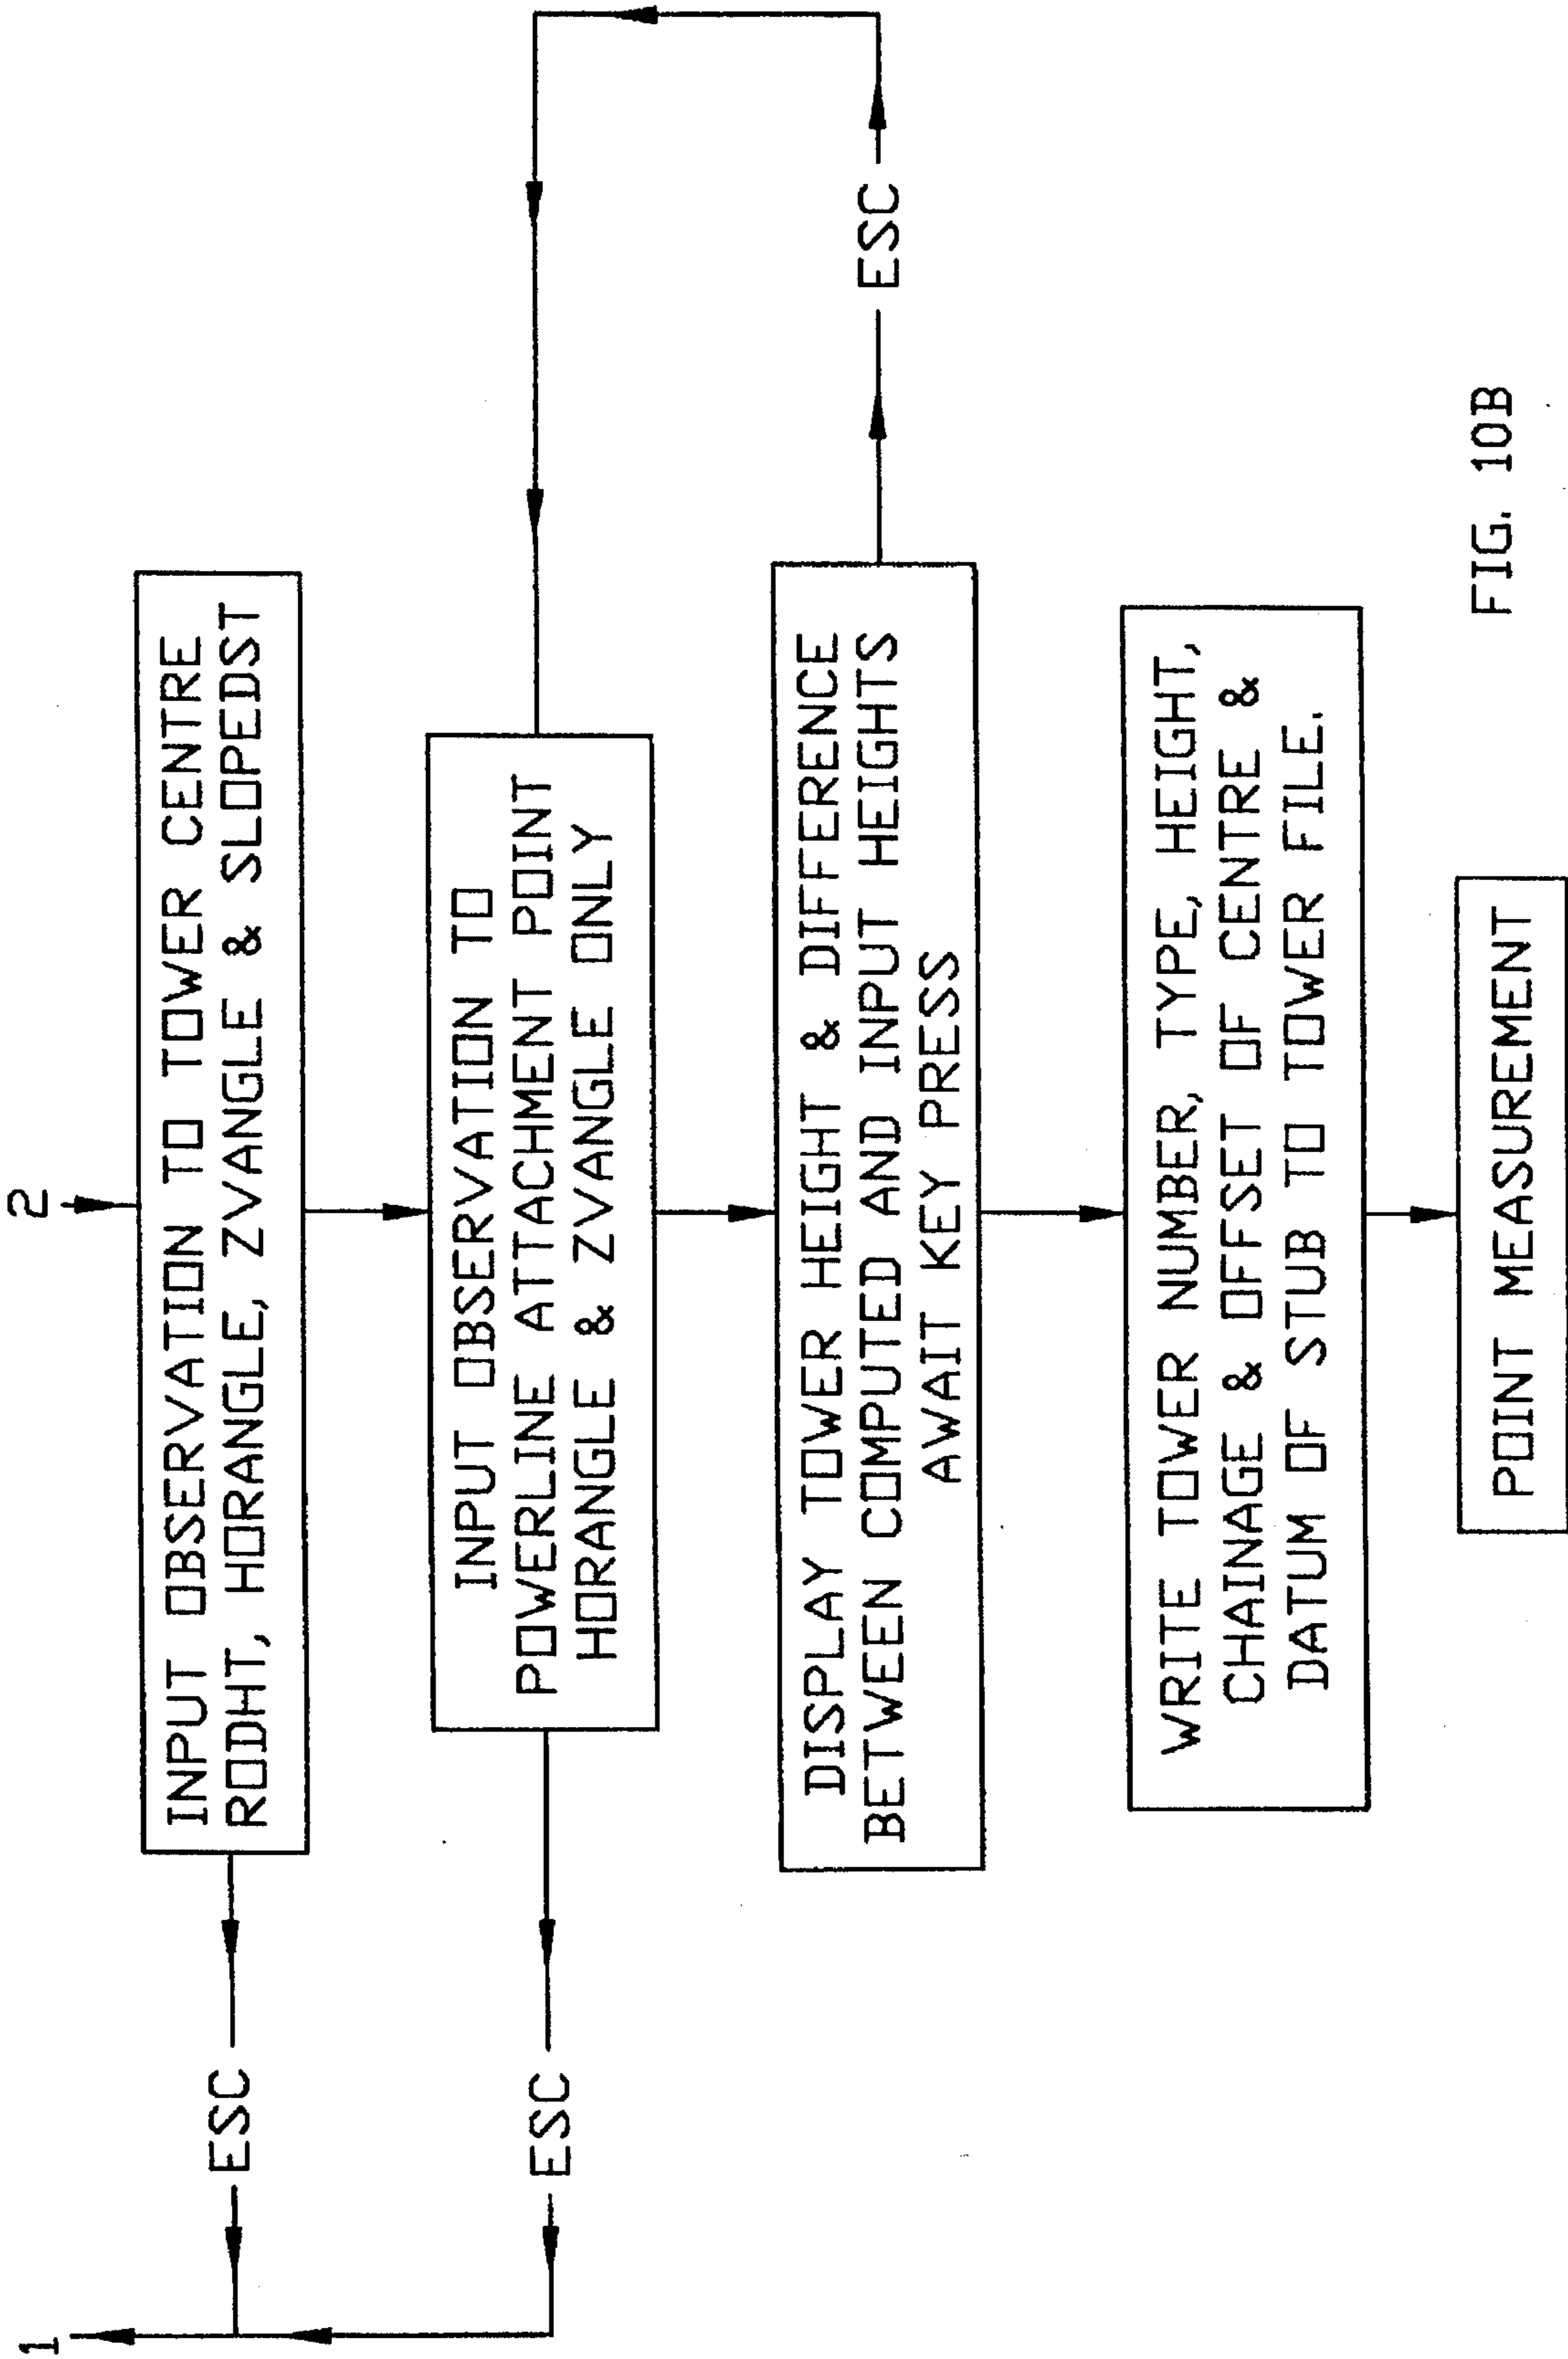 1
2
INPUT OBSERVATION TO TOWER CENTRE
RODHT, HORANGLE, ZVANGLE & SLOPEDST
ESC
INPUT OBSERVATION TO
POWERLINE ATTACHMENT POINT
HORANGLE & ZVANGLE ONLY
ESC
DISPLAY TOWER HEIGHT & DIFFERENCE
BETWEEN COMPUTED AND INPUT HEIGHTS
AWAIT KEY PRESS
ESC
WRITE TOWER NUMBER, TYPE, HEIGHT,
CHAINAGE & OFFSET OF CENTRE &
DATUM OF STUB TO TOWER FILE.
POINT MEASUREMENT
FIG. 10B